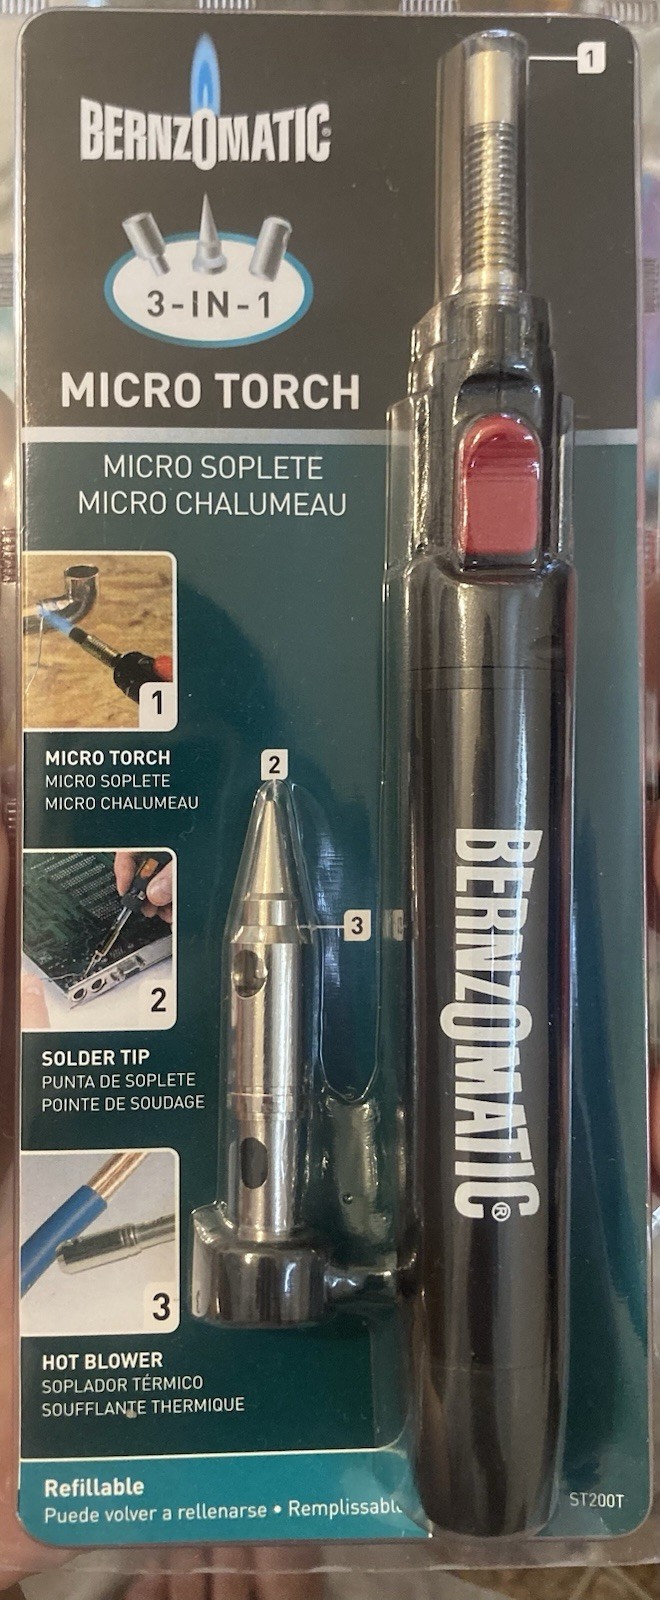 BERNZOMATIC®
3-IN-1
MICRO TORCH
MICRO SOPLETE
MICRO CHALUMEAU
1
1
MICRO TORCH
MICRO SOPLETE
MICRO CHALUMEAU
2
3
2
SOLDER TIP
PUNTA DE SOPLETE
POINTE DE SOUDAGE
3
HOT BLOWER
SOPLADOR TÉRMICO
SOUFFLANTE THERMIQUE
BERNZOMATIC®
Refillable
Puede volver a rellenarse • Remplissabl
ST200T